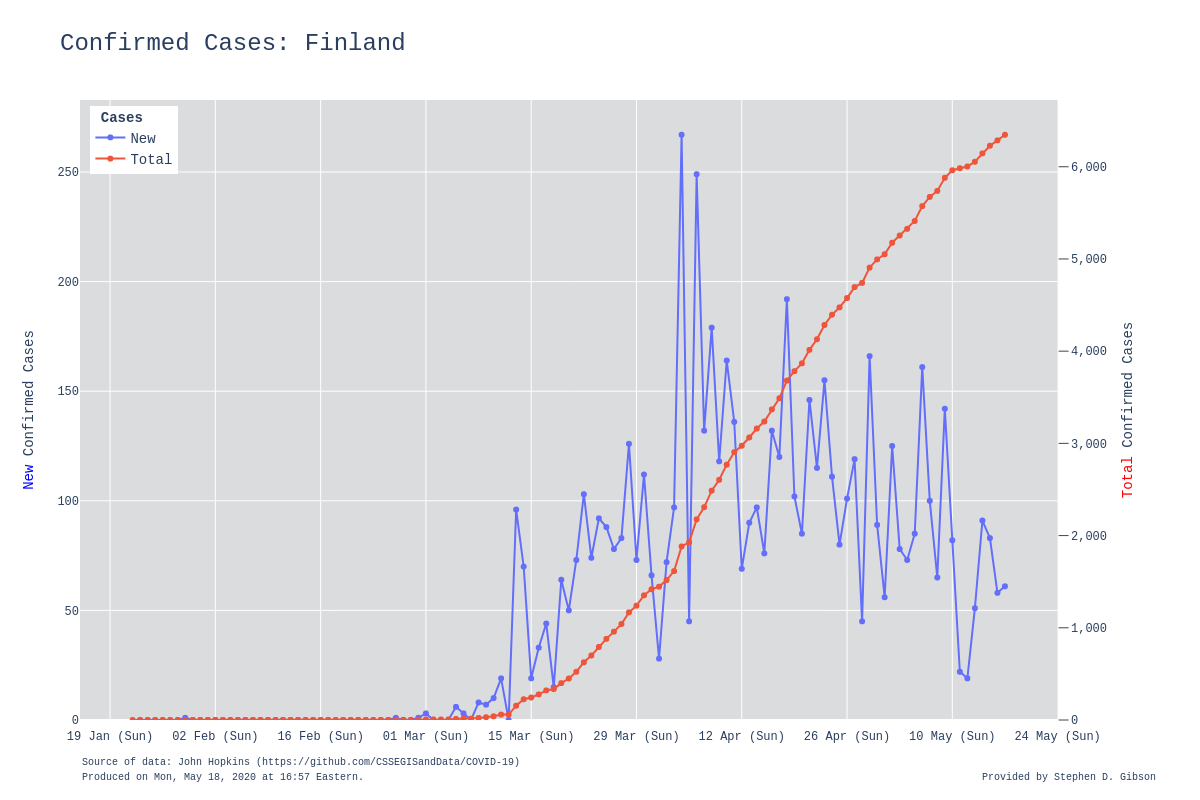 Confirmed Cases: Finland
Cases
New
Total
250
200
150
100
50
0
6,000
5,000
4,000
3,000
2,000
1,000
0
New Confirmed Cases
Total Confirmed Cases
19 Jan (Sun)
02 Feb (Sun)
16 Feb (Sun)
01 Mar (Sun)
15 Mar (Sun)
29 Mar (Sun)
12 Apr (Sun)
26 Apr (Sun)
10 May (Sun)
24 May (Sun)
Source of data: John Hopkins (https://github.com/CSSEGISandData/COVID-19)
Produced on Mon, May 18, 2020 at 16:57 Eastern.
Provided by Stephen D. Gibson